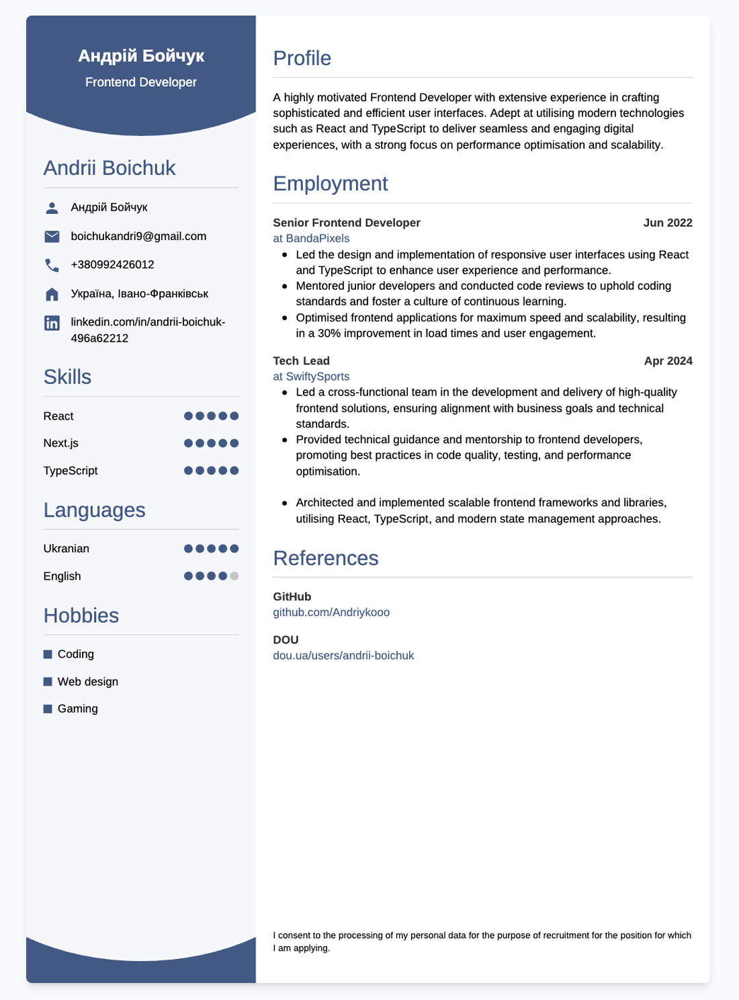 Андрій Бойчук
Frontend Developer
Andrii Boichuk
Андрій Бойчук
boichukandri9@gmail.com
+380992426012
Україна, Івано-Франківськ
linkedin.com/in/andrii-boichuk-
496a62212
Skills
React
Next.js
TypeScript
Languages
Ukranian
English
Hobbies
Coding
Web design
Gaming
Profile
A highly motivated Frontend Developer with extensive experience in crafting
sophisticated and efficient user interfaces. Adept at utilising modern technologies
such as React and TypeScript to deliver seamless and engaging digital
experiences, with a strong focus on performance optimisation and scalability.
Employment
Senior Frontend Developer Jun 2022
at BandaPixels
Led the design and implementation of responsive user interfaces using React
and TypeScript to enhance user experience and performance.
Mentored junior developers and conducted code reviews to uphold coding
standards and foster a culture of continuous learning.
Optimised frontend applications for maximum speed and scalability, resulting
in a 30% improvement in load times and user engagement.
Tech Lead Apr 2024
at SwiftySports
Led a cross-functional team in the development and delivery of high-quality
frontend solutions, ensuring alignment with business goals and technical
standards.
Provided technical guidance and mentorship to frontend developers,
promoting best practices in code quality, testing, and performance
optimisation.
Architected and implemented scalable frontend frameworks and libraries,
utilising React, TypeScript, and modern state management approaches.
References
GitHub
github.com/Andriykooo
DOU
dou.ua/users/andrii-boichuk
I consent to the processing of my personal data for the purpose of recruitment for the position for which
I am applying.